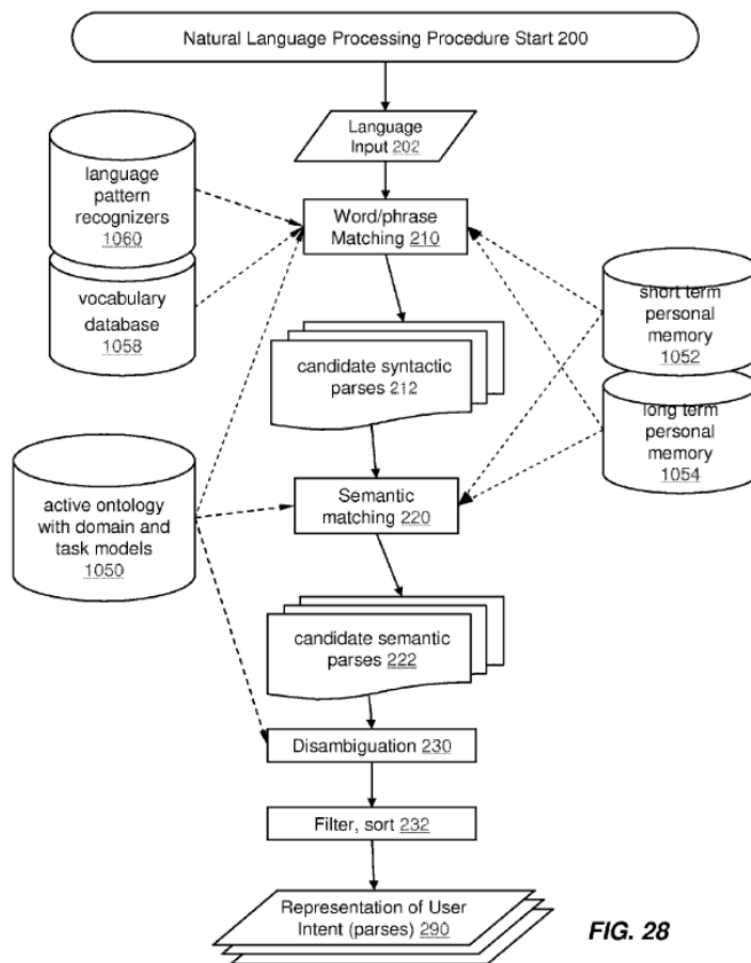 Natural Language Processing Procedure Start 200
Language
Input 202
language
pattern
recognizers
1060
Word/phrase
Matching 210
vocabulary
database
1058
short term
personal
memory
1052
candidate syntactic
parses 212
long term
personal
memory
1054
active ontology
with domain and
task models
1050
Semantic
matching 220
candidate semantic
parses 222
Disambiguation 230
Filter, sort 232
Representation of User
Intent (parses) 290
FIG. 28